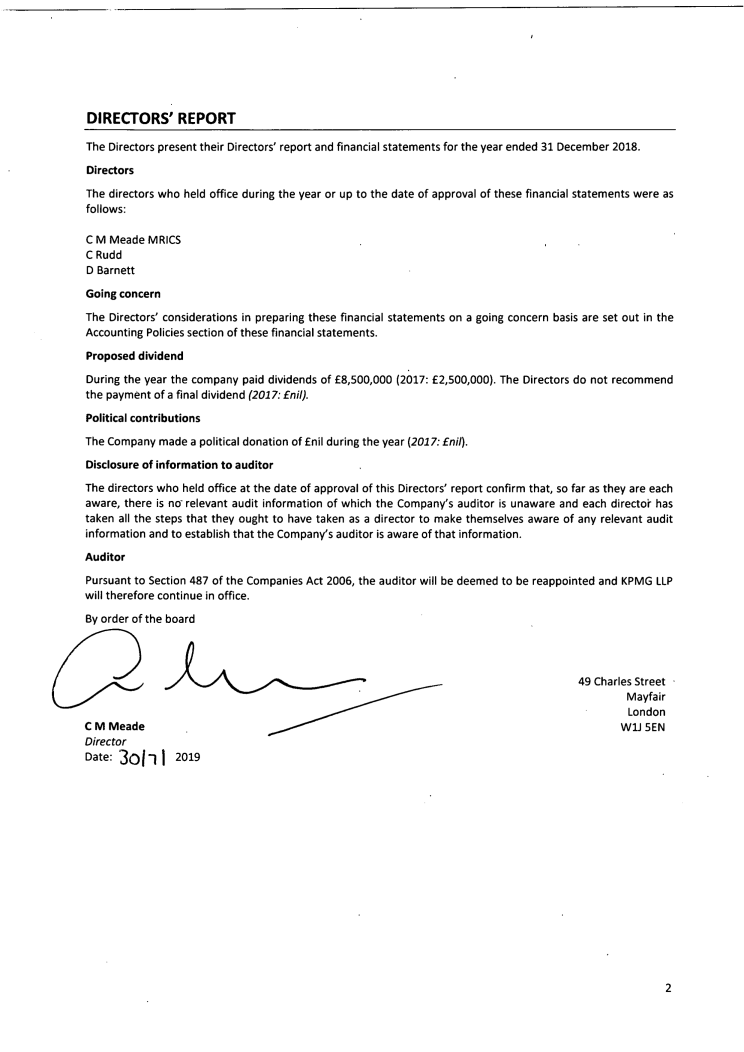 DIRECTORS' REPORT
The Directors present their Directors' report and financial statements for the year ended 31 December 2018.
Directors
The directors who held office during the year or up to the date of approval of these financial statements were as
follows:
C M Meade MRICS
C Rudd
D Barnett
Going concern
The Directors' considerations in preparing these financial statements on a going concern basis are set out in the
Accounting Policies section of these financial statements.
Proposed dividend
During the year the company paid dividends of £8,500,000 (2017: £2,500,000). The Directors do not recommend
the payment of a final dividend (2017: £nil).
Political contributions
The Company made a political donation of £nil during the year (2017: £nil).
Disclosure of information to auditor
The directors who held office at the date of approval of this Directors' report confirm that, so far as they are each
aware, there is no relevant audit information of which the Company's auditor is unaware and each director has
taken all the steps that they ought to have taken as a director to make themselves aware of any relevant audit
information and to establish that the Company's auditor is aware of that information.
Auditor
Pursuant to Section 487 of the Companies Act 2006, the auditor will be deemed to be reappointed and KPMG LLP
will therefore continue in office.
By order of the board
49 Charles Street
Mayfair
London
W1J 5EN
C M Meade
Director
Date: 30/7/ 2019
2